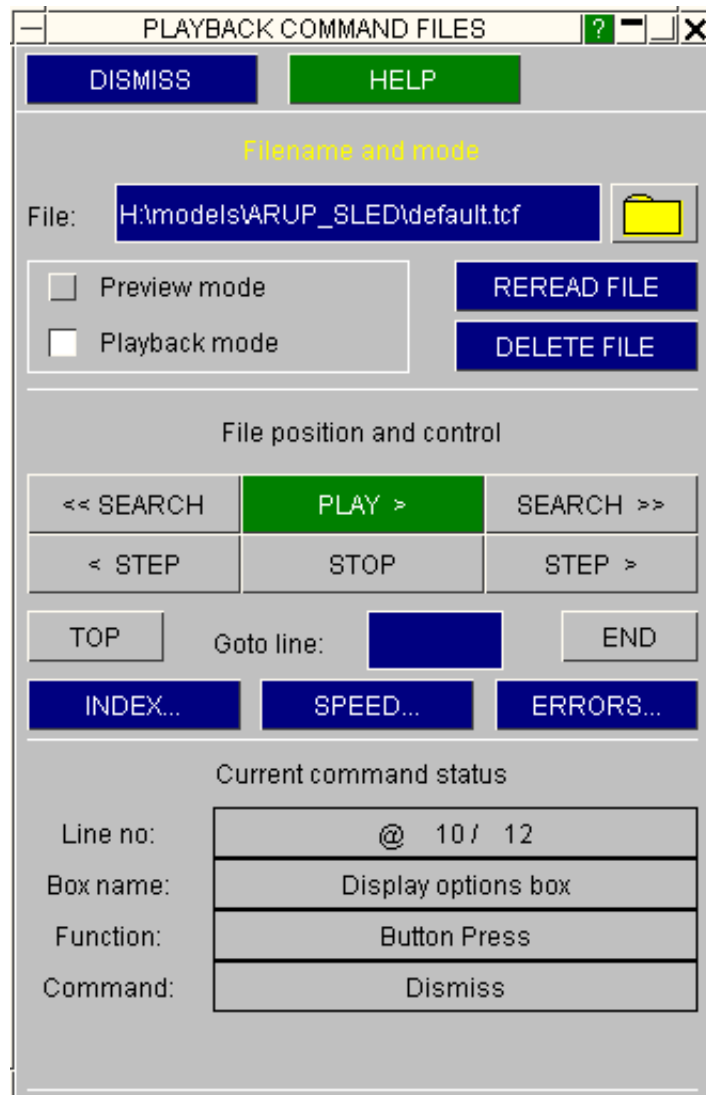 PLAYBACK COMMAND FILES ?
DISMISS HELP
Filename and mode
File: H:\models\ARUP_SLED\default.tcf
Preview mode REREAD FILE
Playback mode DELETE FILE
File position and control
<< SEARCH PLAY > SEARCH >>
< STEP STOP STEP >
TOP Goto line: END
INDEX... SPEED... ERRORS...
Current command status
Line no: @ 10 / 12
Box name: Display options box
Function: Button Press
Command: Dismiss